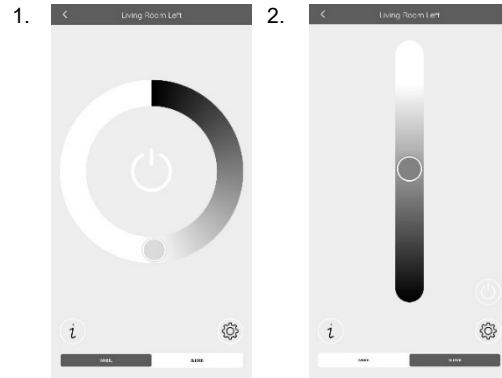 1.
Living Room Left
2.
Living Room Left
i
i
WHEEL
SLIDER
WHEEL
SLIDER